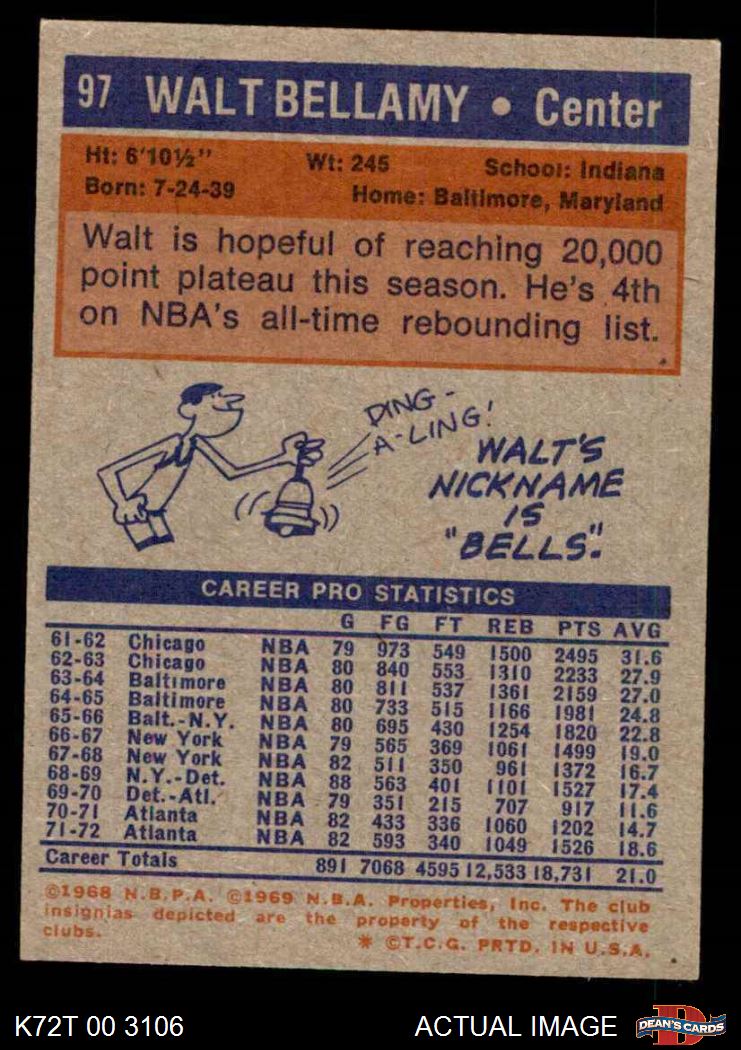 97 WALT BELLAMY • Center
Ht: 6'10½" Wt: 245 School: Indiana
Born: 7-24-39 Home: Baltimore, Maryland
Walt is hopeful of reaching 20,000
point plateau this season. He's 4th
on NBA's all-time rebounding list.
DING-
A-LING!
WALT'S
NICKNAME
IS
"BELLS".
CAREER PRO STATISTICS
G FG FT REB PTS AVG
61-62 Chicago NBA 79 973 549 1500 2495 31.6
62-63 Chicago NBA 80 840 553 1310 2233 27.9
63-64 Baltimore NBA 80 811 537 1361 2159 27.0
64-65 Baltimore NBA 80 733 515 1166 1981 24.8
65-66 Balt.-N.Y. NBA 80 695 430 1254 1820 22.8
66-67 New York NBA 79 565 369 1061 1499 19.0
67-68 New York NBA 82 511 350 961 1372 16.7
68-69 N.Y.-Det. NBA 88 563 401 1101 1527 17.4
69-70 Det.-Atl. NBA 79 351 215 707 917 11.6
70-71 Atlanta NBA 82 433 336 1060 1202 14.7
71-72 Atlanta NBA 82 593 340 1049 1526 18.6
Career Totals 891 7068 4595 12,533 18,731 21.0
©1968 N.B.P.A. ©1969 N.B.A. Properties, Inc. The club
insignias depicted are the property of the respective
clubs.
* ©T.C.G. PRTD. IN U.S.A.
K72T 00 3106 ACTUAL IMAGE
DEAN'S CARDS